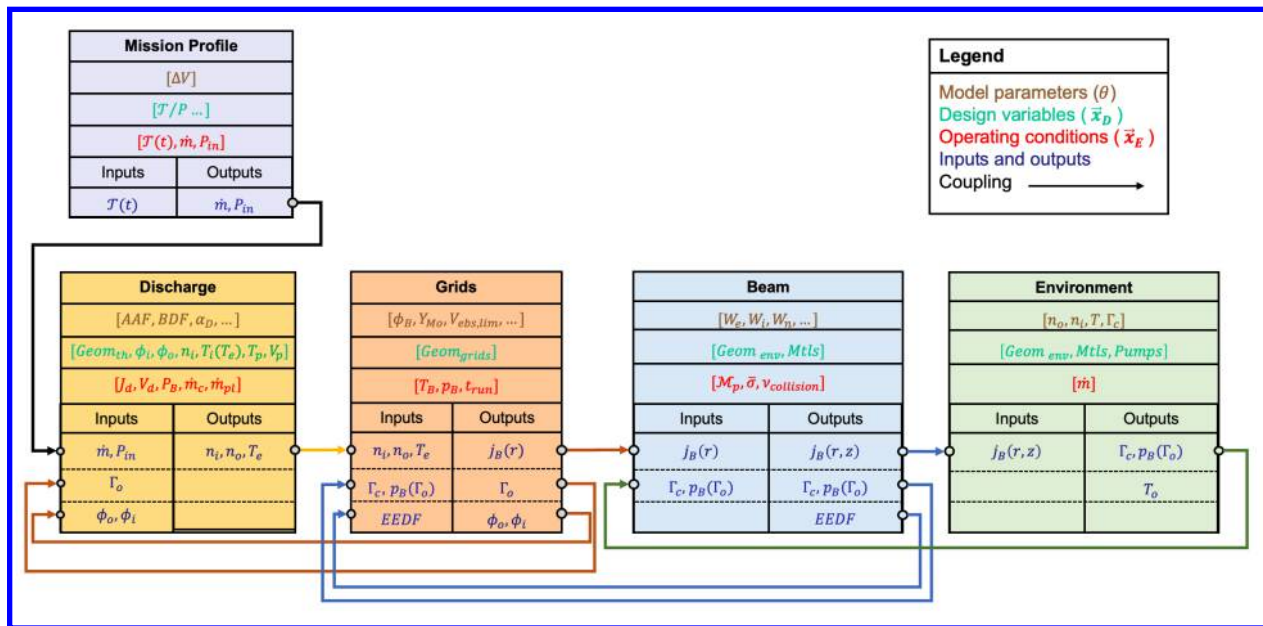 Mission Profile
[ΔV]
[𝒯/P ...]
[𝒯(t), ṁ, P_in]
Inputs Outputs
𝒯(t) ṁ, P_in
Legend
Model parameters (θ)
Design variables ( x⃗_D )
Operating conditions ( x⃗_E )
Inputs and outputs
Coupling
Discharge
[AAF, BDF, α_D, ...]
[Geom_th, ϕ_i, ϕ_o, n_i, T_i(T_e), T_p, V_p]
[J_d, V_d, P_B, ṁ_c, ṁ_pl]
Inputs Outputs
ṁ, P_in n_i, n_o, T_e
Γ_o
ϕ_o, ϕ_i
Grids
[ϕ_B, Y_Mo, V_ebs,lim, ...]
[Geom_grids]
[T_B, p_B, t_run]
Inputs Outputs
n_i, n_o, T_e j_B(r)
Γ_c, p_B(Γ_o) Γ_o
EEDF ϕ_o, ϕ_i
Beam
[W_e, W_i, W_n, ...]
[Geom_env, Mtls]
[ℳ_p, σ̄, ν_collision]
Inputs Outputs
j_B(r) j_B(r, z)
Γ_c, p_B(Γ_o) Γ_c, p_B(Γ_o)
EEDF
Environment
[n_o, n_i, T, Γ_c]
[Geom_env, Mtls, Pumps]
[ṁ]
Inputs Outputs
j_B(r, z) Γ_c, p_B(Γ_o)
T_o